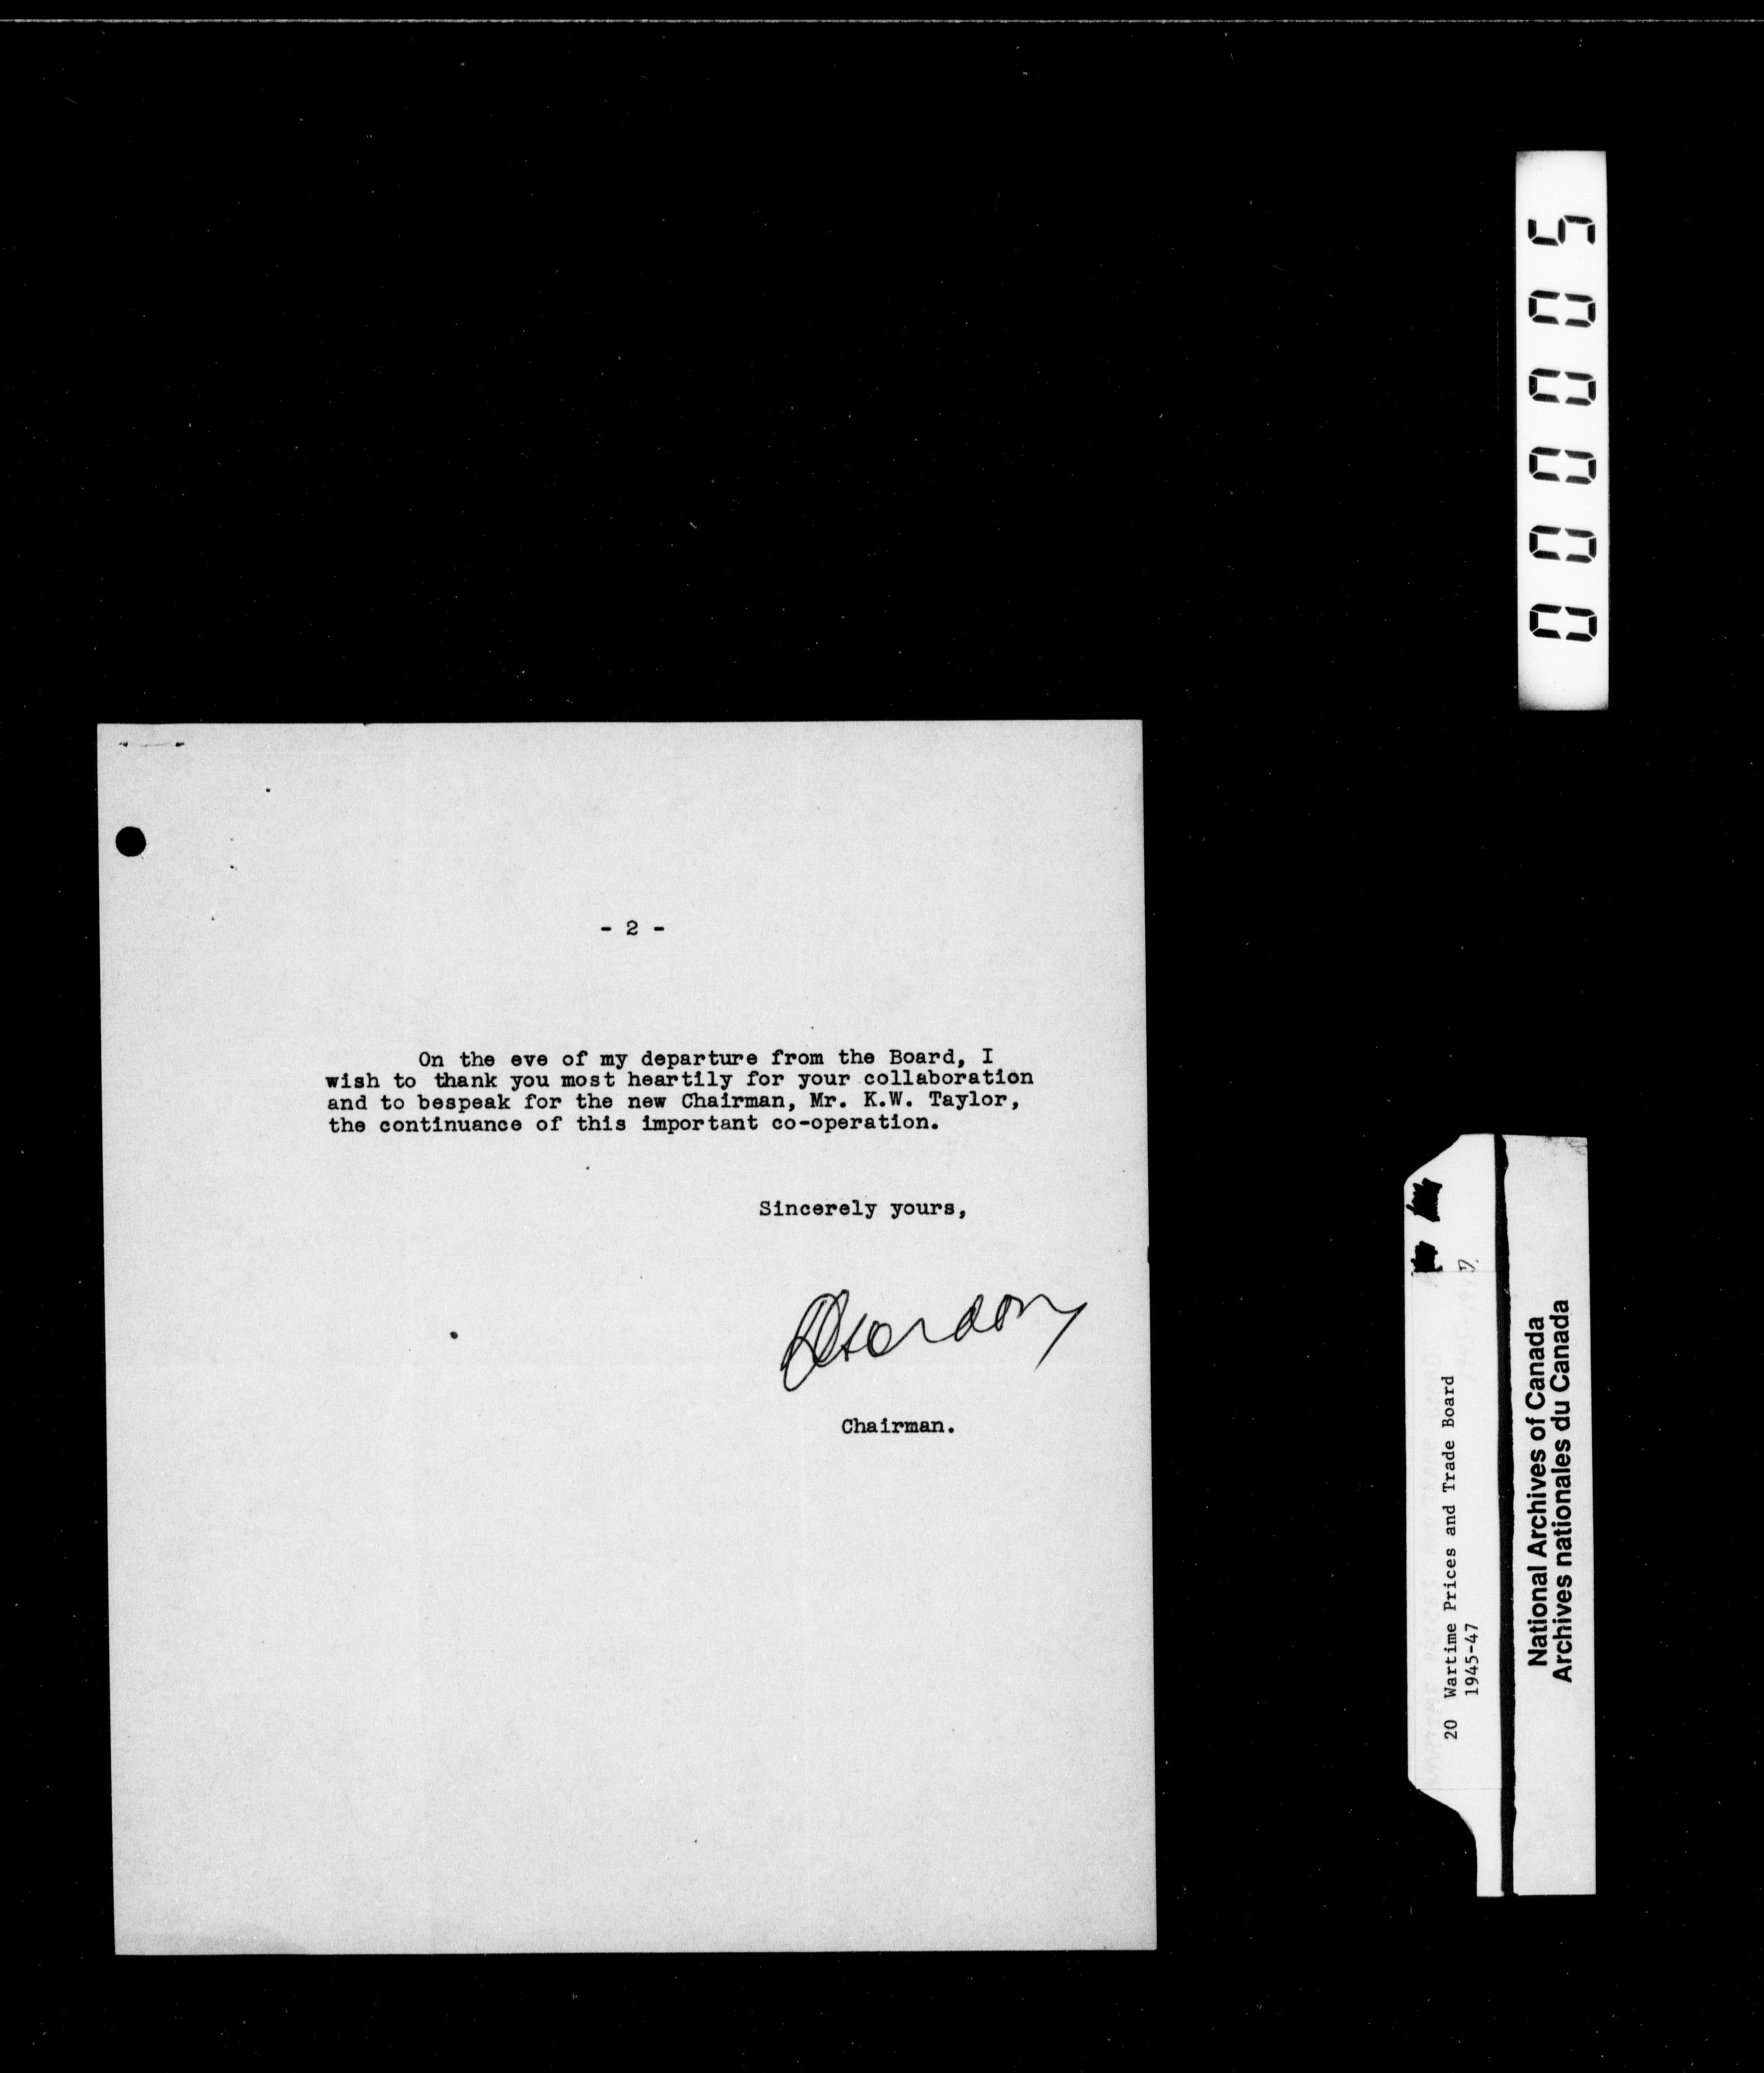 - 2 -
On the eve of my departure from the Board, I
wish to thank you most heartily for your collaboration
and to bespeak for the new Chairman, Mr. K.W. Taylor,
the continuance of this important co-operation.
Sincerely yours,
DGordon
Chairman.
000005
20 Wartime Prices and Trade Board
1945-47
National Archives of Canada
Archives nationales du Canada